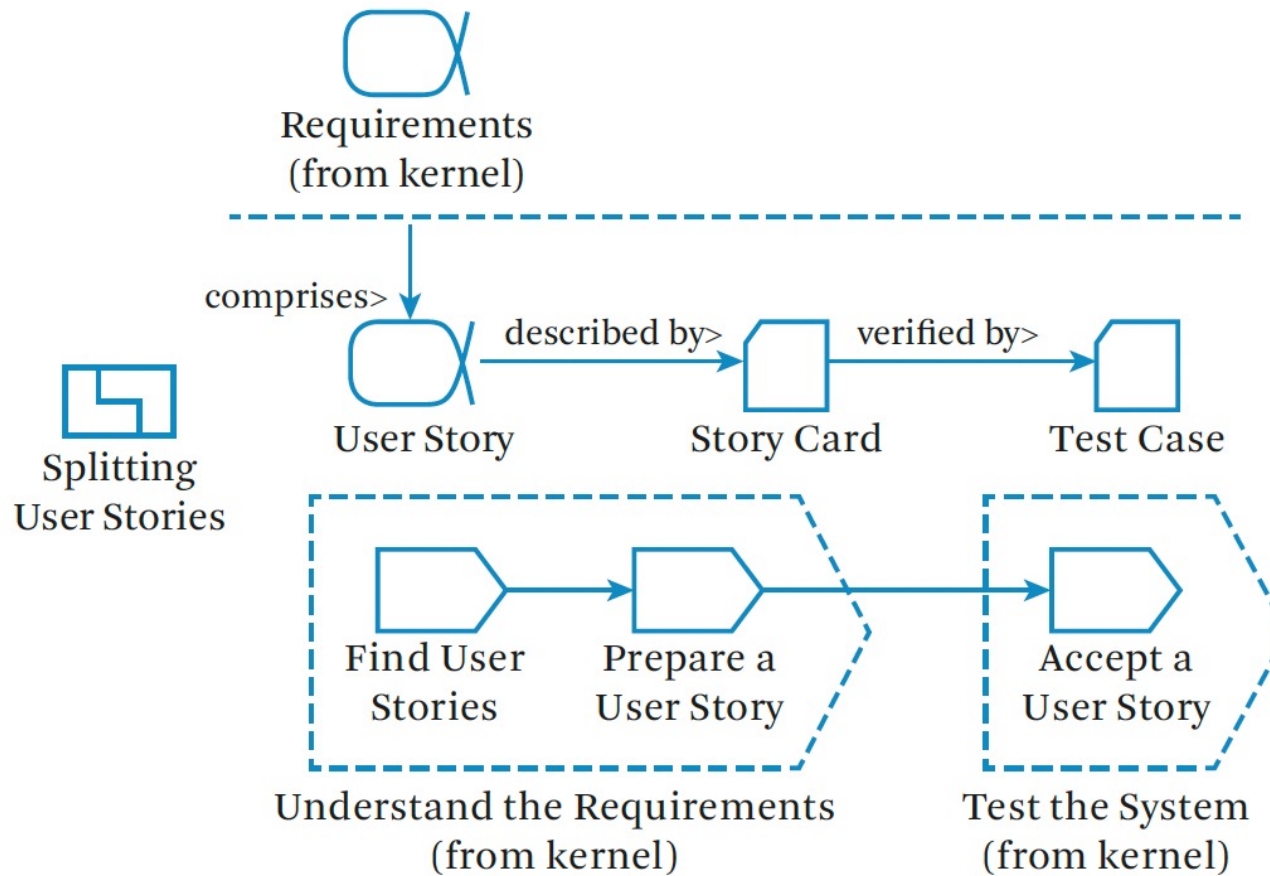 Requirements
(from kernel)
comprises>
described by>
verified by>
User Story
Story Card
Test Case
Splitting
User Stories
Find User
Stories
Prepare a
User Story
Accept a
User Story
Understand the Requirements
(from kernel)
Test the System
(from kernel)